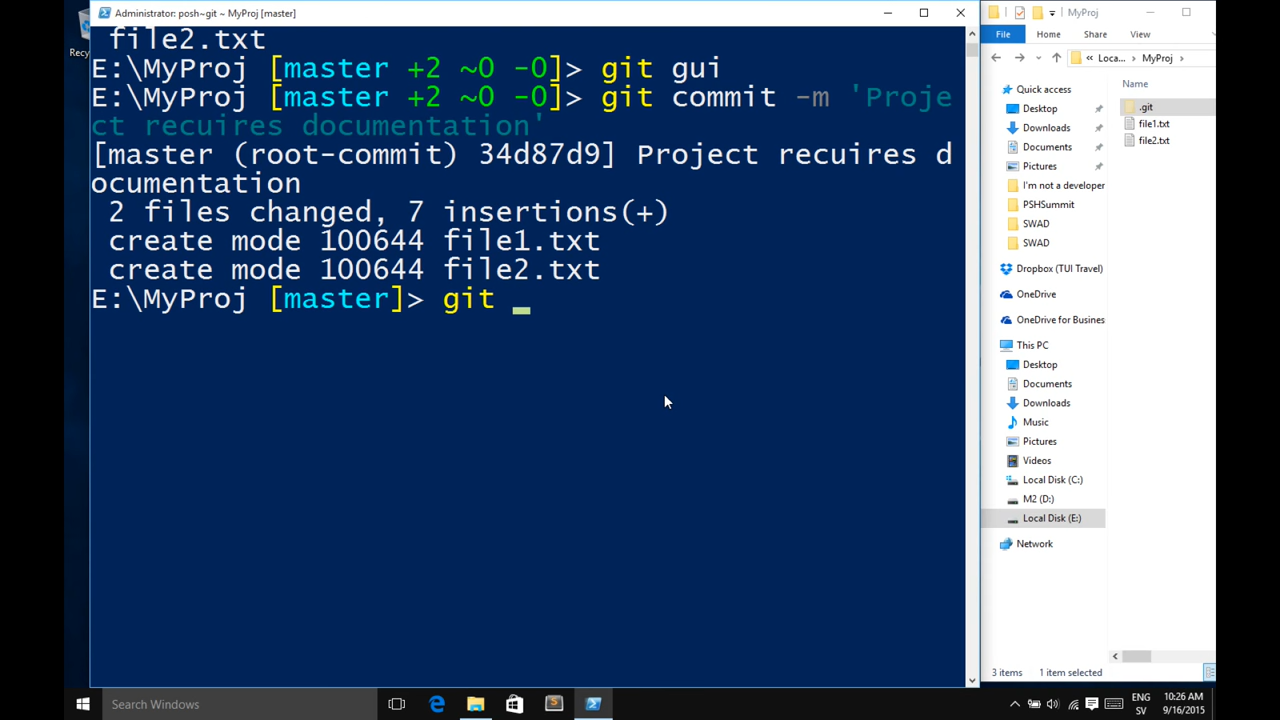 Administrator: posh~git ~ MyProj [master]
file2.txt
E:\MyProj [master +2 ~0 -0]> git gui
E:\MyProj [master +2 ~0 -0]> git commit -m 'Proje
ct recuires documentation'
[master (root-commit) 34d87d9] Project recuires d
ocumentation
2 files changed, 7 insertions(+)
create mode 100644 file1.txt
create mode 100644 file2.txt
E:\MyProj [master]> git _
MyProj
File Home Share View
« Loca... > MyProj >
Name
.git
file1.txt
file2.txt
Quick access
Desktop
Downloads
Documents
Pictures
I'm not a developer
PSHSummit
SWAD
SWAD
Dropbox (TUI Travel)
OneDrive
OneDrive for Busines
This PC
Desktop
Documents
Downloads
Music
Pictures
Videos
Local Disk (C:)
M2 (D:)
Local Disk (E:)
Network
3 items 1 item selected
Search Windows
ENG
SV
10:26 AM
9/16/2015